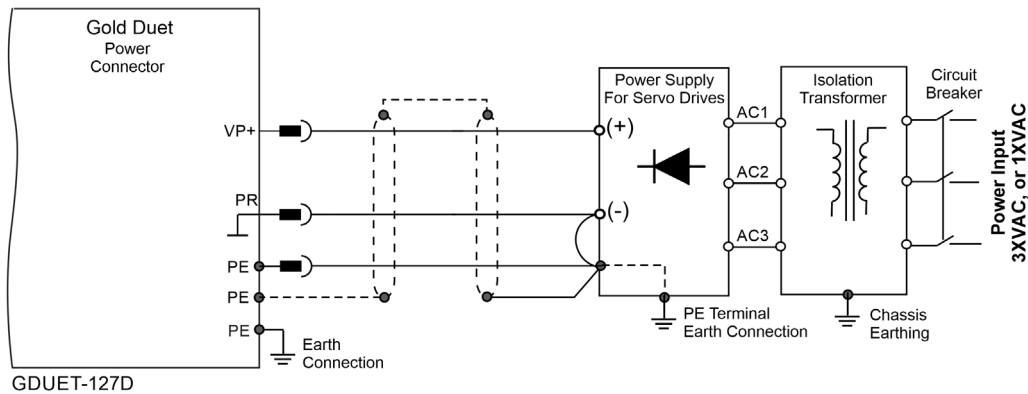 Gold Duet
Power
Connector
VP+
PR
PE
PE
PE
Earth
Connection
GDUET-127D
Power Supply
For Servo Drives
(+)
(-)
AC1
AC2
AC3
PE Terminal
Earth Connection
Isolation
Transformer
Chassis
Earthing
Circuit
Breaker
Power Input
3XVAC, or 1XVAC